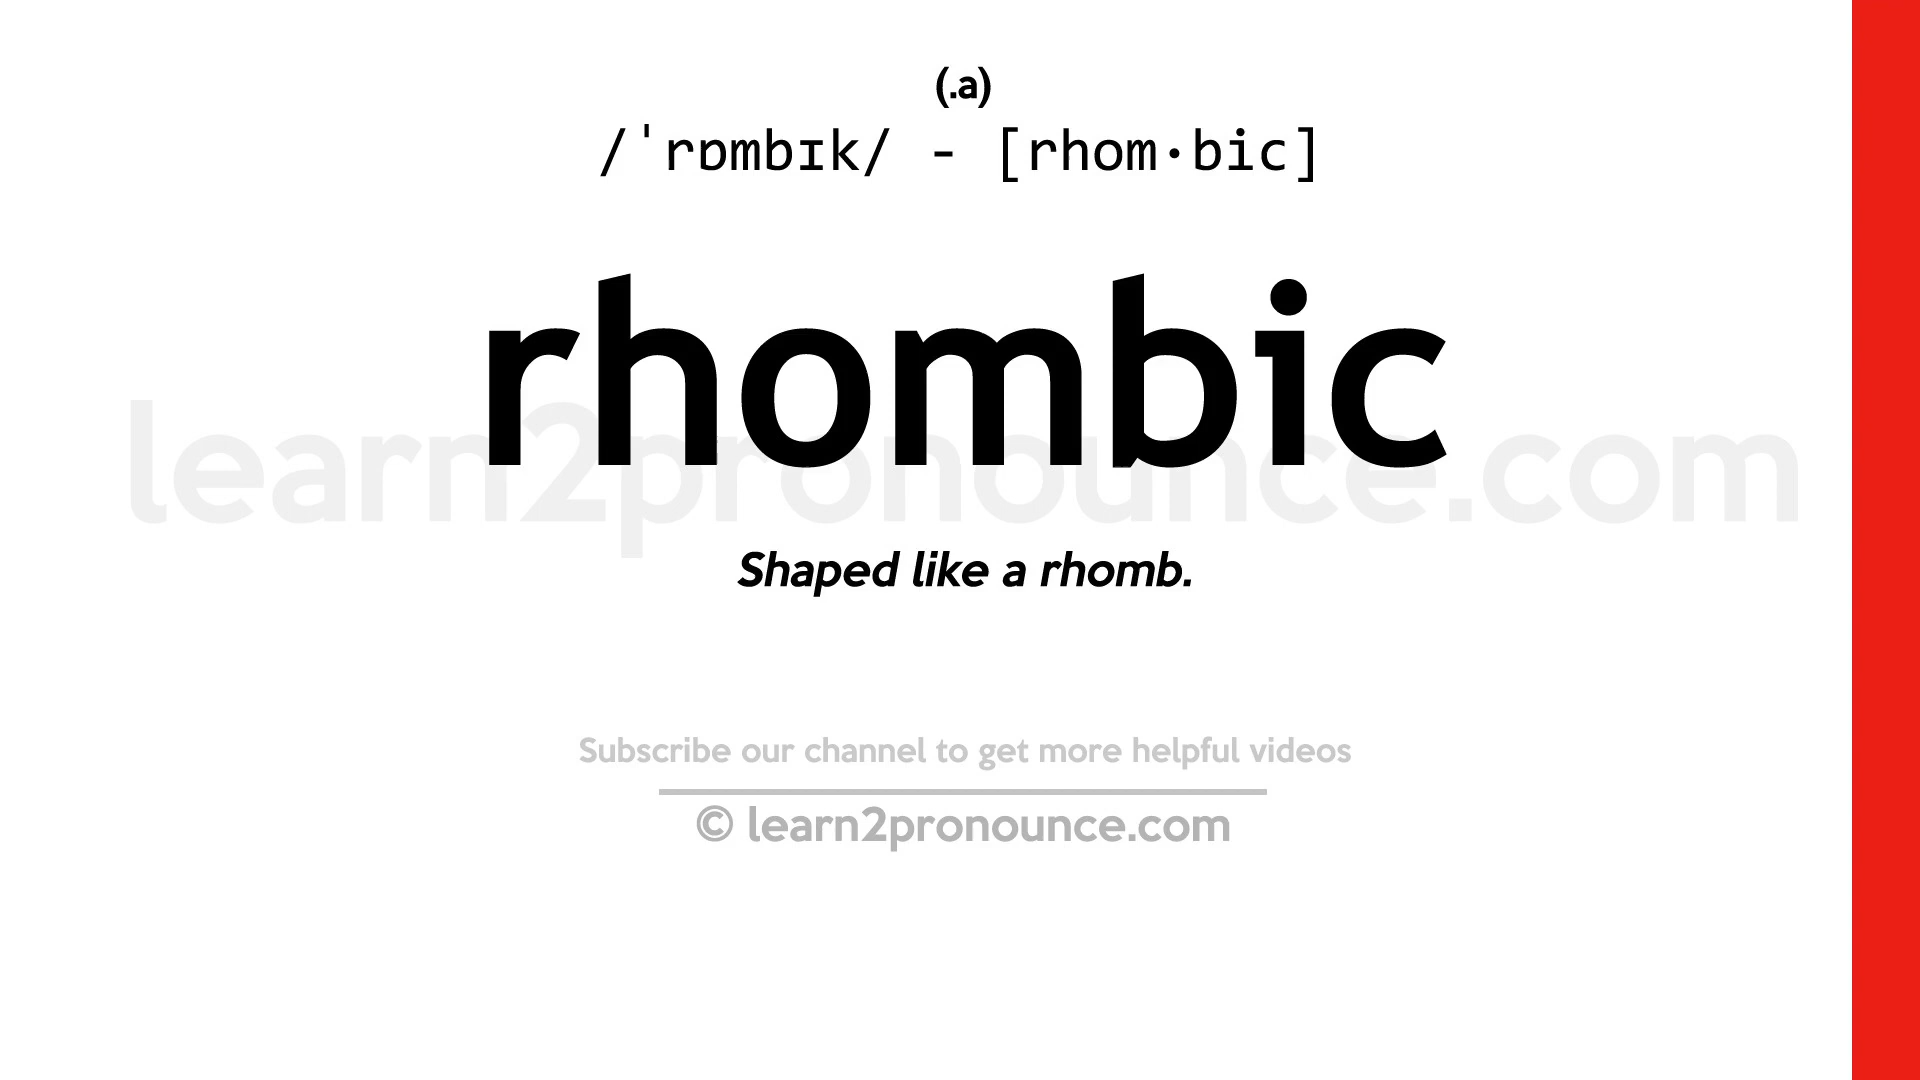 (.a)
/ˈrɒmbɪk/ - [rhom·bic]
rhombic
learn2pronounce.com
Shaped like a rhomb.
Subscribe our channel to get more helpful videos
© learn2pronounce.com